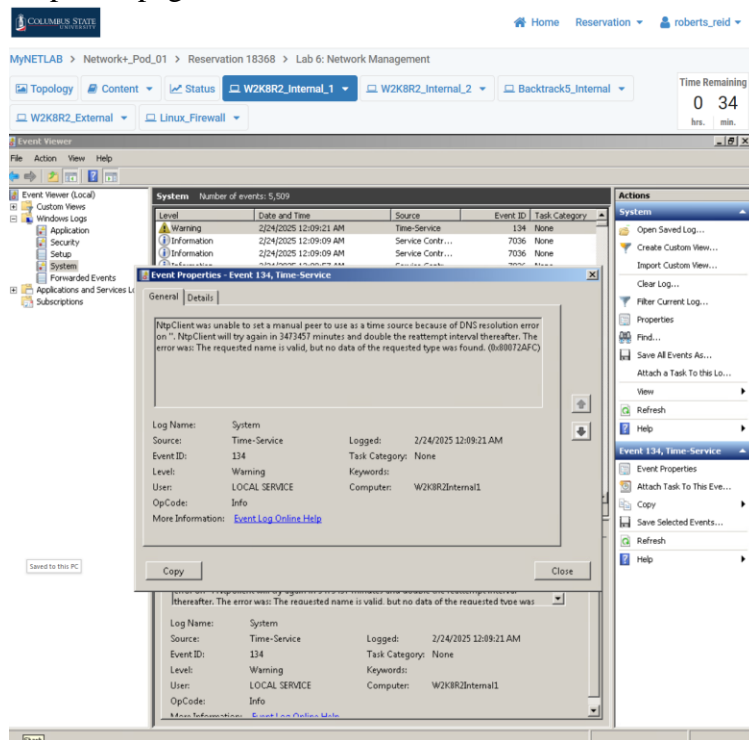 COLUMBUS STATE
UNIVERSITY
Home Reservation roberts_reid
MyNETLAB > Network+_Pod_01 > Reservation 18368 > Lab 6: Network Management
Topology Content Status W2K8R2_Internal_1 W2K8R2_Internal_2 Backtrack5_Internal
W2K8R2_External Linux_Firewall
Time Remaining
0 34
hrs. min.
Event Viewer
File Action View Help
Event Viewer (Local)
Custom Views
Windows Logs
Application
Security
Setup
System
Forwarded Events
Applications and Services Lo
Subscriptions
System Number of events: 5,509
Level Date and Time Source Event ID Task Category
Warning 2/24/2025 12:09:21 AM Time-Service 134 None
Information 2/24/2025 12:09:09 AM Service Contr... 7036 None
Information 2/24/2025 12:09:09 AM Service Contr... 7036 None
Event Properties - Event 134, Time-Service
General Details
NtpClient was unable to set a manual peer to use as a time source because of DNS resolution error
on ''. NtpClient will try again in 3473457 minutes and double the reattempt interval thereafter. The
error was: The requested name is valid, but no data of the requested type was found. (0x80072AFC)
Log Name: System
Source: Time-Service Logged: 2/24/2025 12:09:21 AM
Event ID: 134 Task Category: None
Level: Warning Keywords:
User: LOCAL SERVICE Computer: W2K8R2Internal1
OpCode: Info
More Information: Event Log Online Help
Copy Close
thereafter. The error was: The requested name is valid, but no data of the requested type was
Log Name: System
Source: Time-Service Logged: 2/24/2025 12:09:21 AM
Event ID: 134 Task Category: None
Level: Warning Keywords:
User: LOCAL SERVICE Computer: W2K8R2Internal1
OpCode: Info
More Information: Event Log Online Help
Actions
System
Open Saved Log...
Create Custom View...
Import Custom View...
Clear Log...
Filter Current Log...
Properties
Find...
Save All Events As...
Attach a Task To this Lo...
View
Refresh
Help
Event 134, Time-Service
Event Properties
Attach Task To This Eve...
Copy
Save Selected Events...
Refresh
Help
Saved to this PC
Start